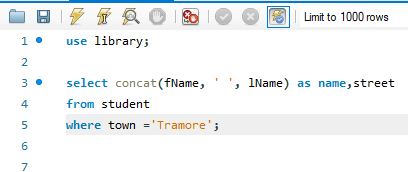 Limit to 1000 rows
1 use library;
2
3 select concat(fName, ' ', lName) as name,street
4 from student
5 where town ='Tramore';
6
7